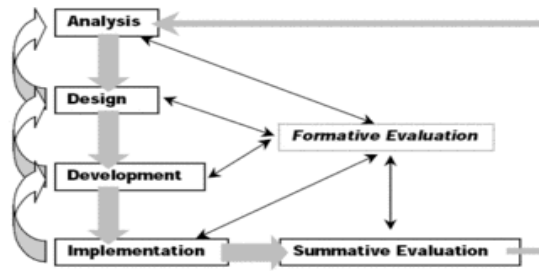 Analysis
Design
Formative Evaluation
Development
Implementation
Summative Evaluation